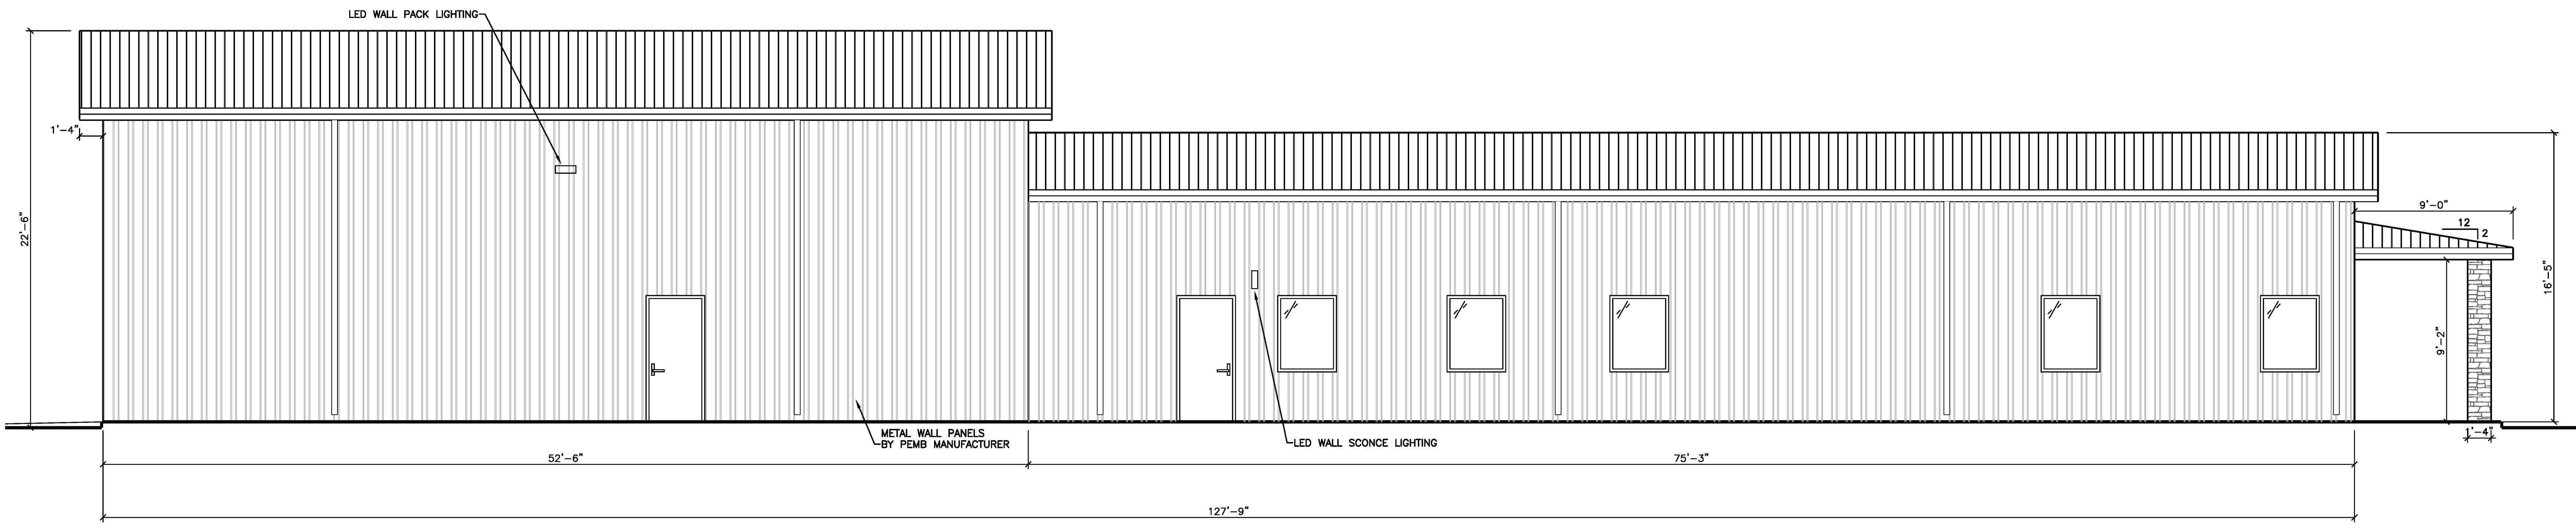 LED WALL PACK LIGHTING
1'-4"
22'-6"
9'-0"
12
2
16'-5"
9'-2"
1'-4"
METAL WALL PANELS
BY PEMB MANUFACTURER
LED WALL SCONCE LIGHTING
52'-6"
75'-3"
127'-9"